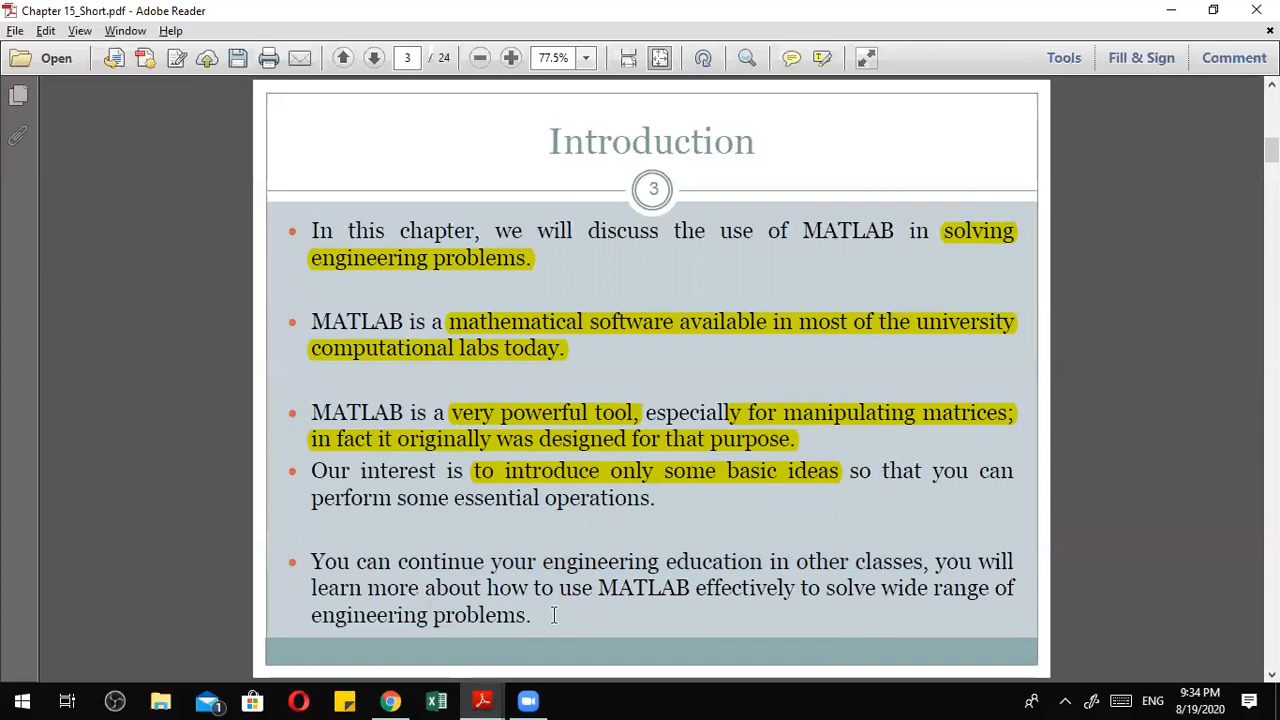 Chapter 15_Short.pdf - Adobe Reader
File Edit View Window Help
Open 3 / 24 77.5% Tools Fill & Sign Comment
Introduction
3
• In this chapter, we will discuss the use of MATLAB in solving
engineering problems.
• MATLAB is a mathematical software available in most of the university
computational labs today.
• MATLAB is a very powerful tool, especially for manipulating matrices;
in fact it originally was designed for that purpose.
• Our interest is to introduce only some basic ideas so that you can
perform some essential operations.
• You can continue your engineering education in other classes, you will
learn more about how to use MATLAB effectively to solve wide range of
engineering problems.
1
ENG
9:34 PM
8/19/2020